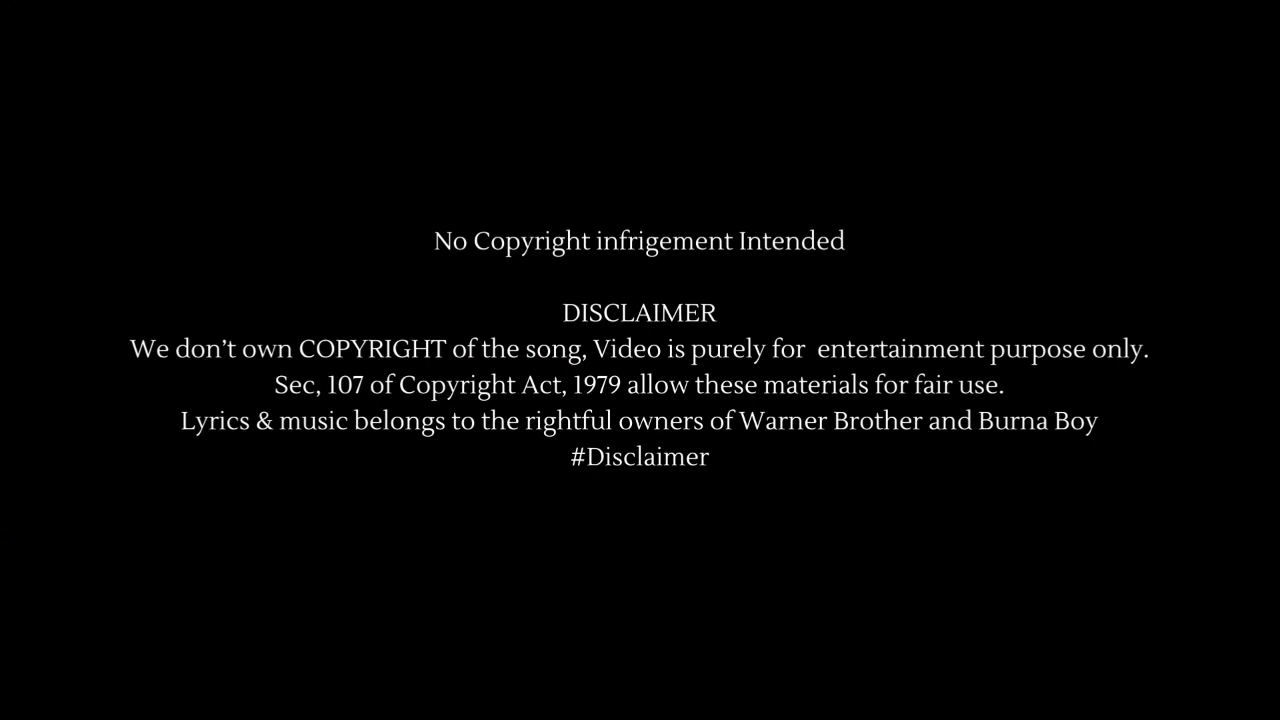 No Copyright infrigement Intended
DISCLAIMER
We don’t own COPYRIGHT of the song, Video is purely for  entertainment purpose only.
Sec, 107 of Copyright Act, 1979 allow these materials for fair use.
Lyrics & music belongs to the rightful owners of Warner Brother and Burna Boy
#Disclaimer